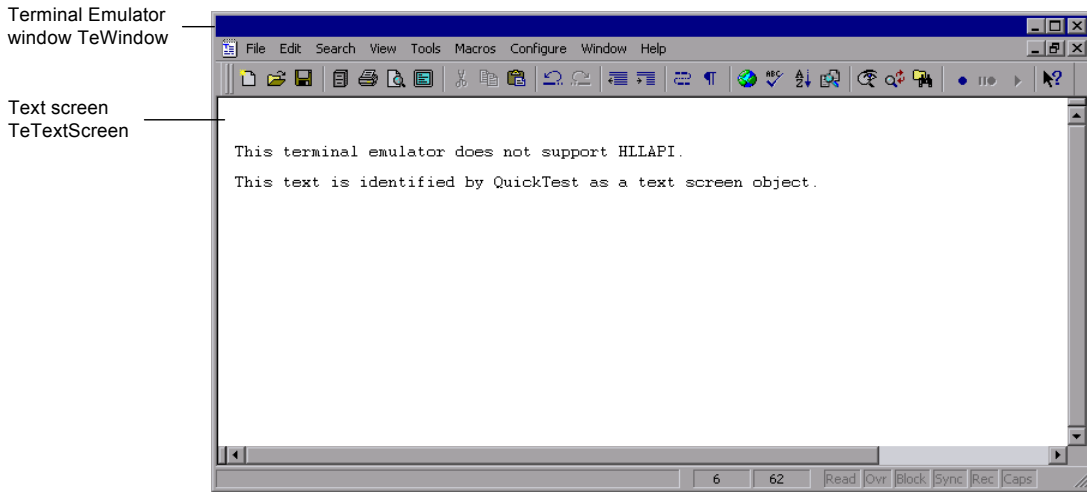 Terminal Emulator
window TeWindow
File Edit Search View Tools Macros Configure Window Help
Text screen
TeTextScreen
This terminal emulator does not support HLLAPI.
This text is identified by QuickTest as a text screen object.
6 62 Read Ovr Block Sync Rec Caps